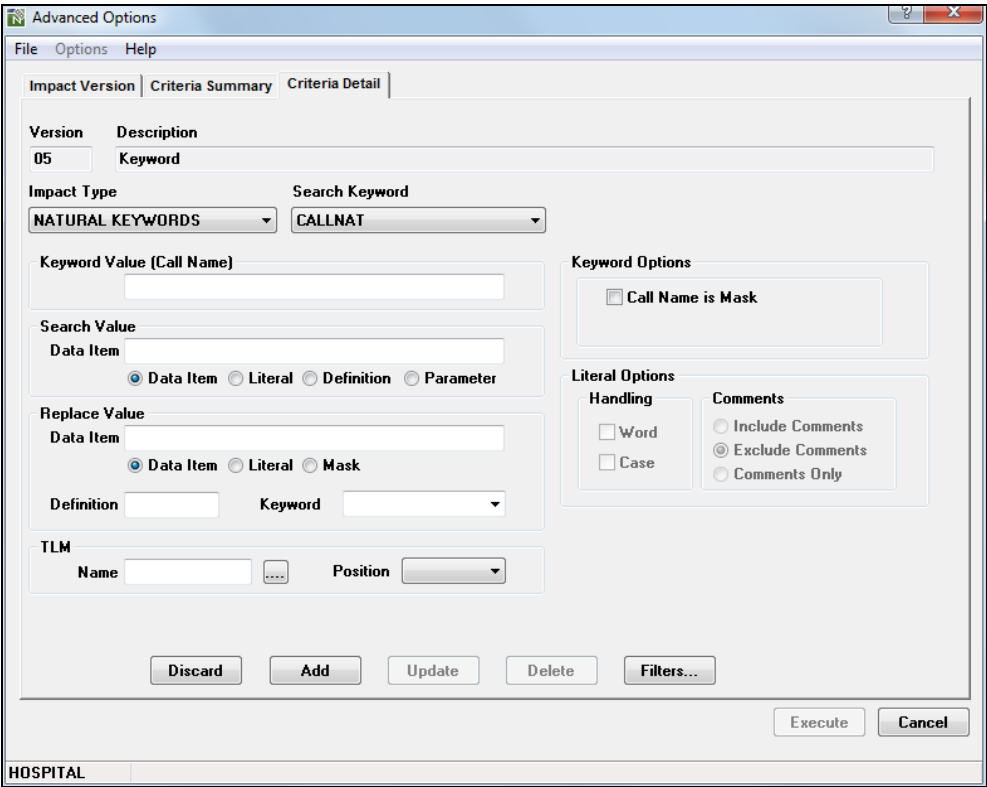 Advanced Options
File Options Help
Impact Version Criteria Summary Criteria Detail
Version Description
05 Keyword
Impact Type Search Keyword
NATURAL KEYWORDS CALLNAT
Keyword Value (Call Name) Keyword Options
Call Name is Mask
Search Value
Data Item
Data Item Literal Definition Parameter
Literal Options
Handling Comments
Word Include Comments
Case Exclude Comments
Comments Only
Replace Value
Data Item
Data Item Literal Mask
Definition Keyword
TLM
Name .... Position
Discard Add Update Delete Filters...
Execute Cancel
HOSPITAL